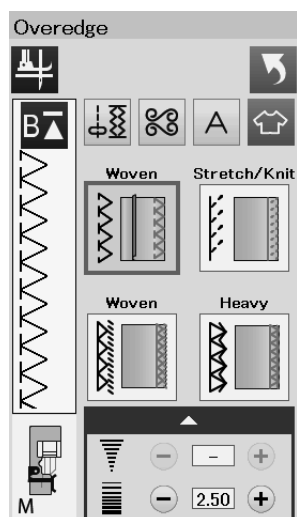 Overedge
B
A
Woven Stretch/Knit
Woven Heavy
- - +
M - 2.50 +